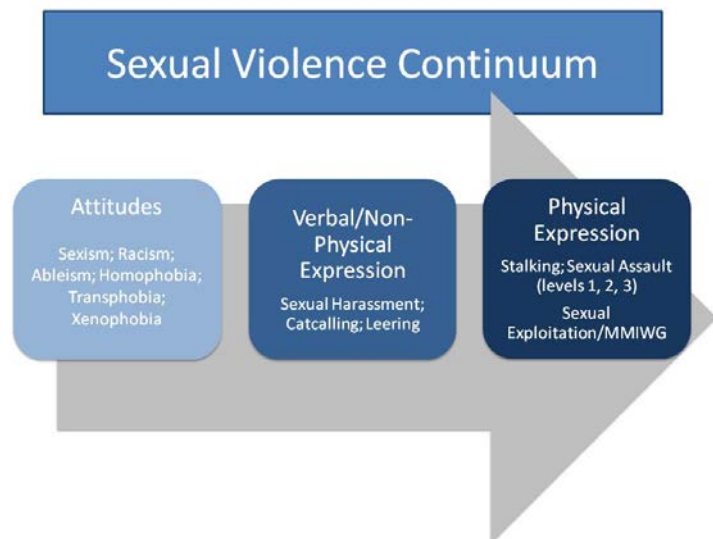 Sexual Violence Continuum
Attitudes
Sexism; Racism;
Ableism; Homophobia;
Transphobia;
Xenophobia
Verbal/Non-
Physical
Expression
Sexual Harassment;
Catcalling; Leering
Physical
Expression
Stalking; Sexual Assault
(levels 1, 2, 3)
Sexual
Exploitation/MMIWG